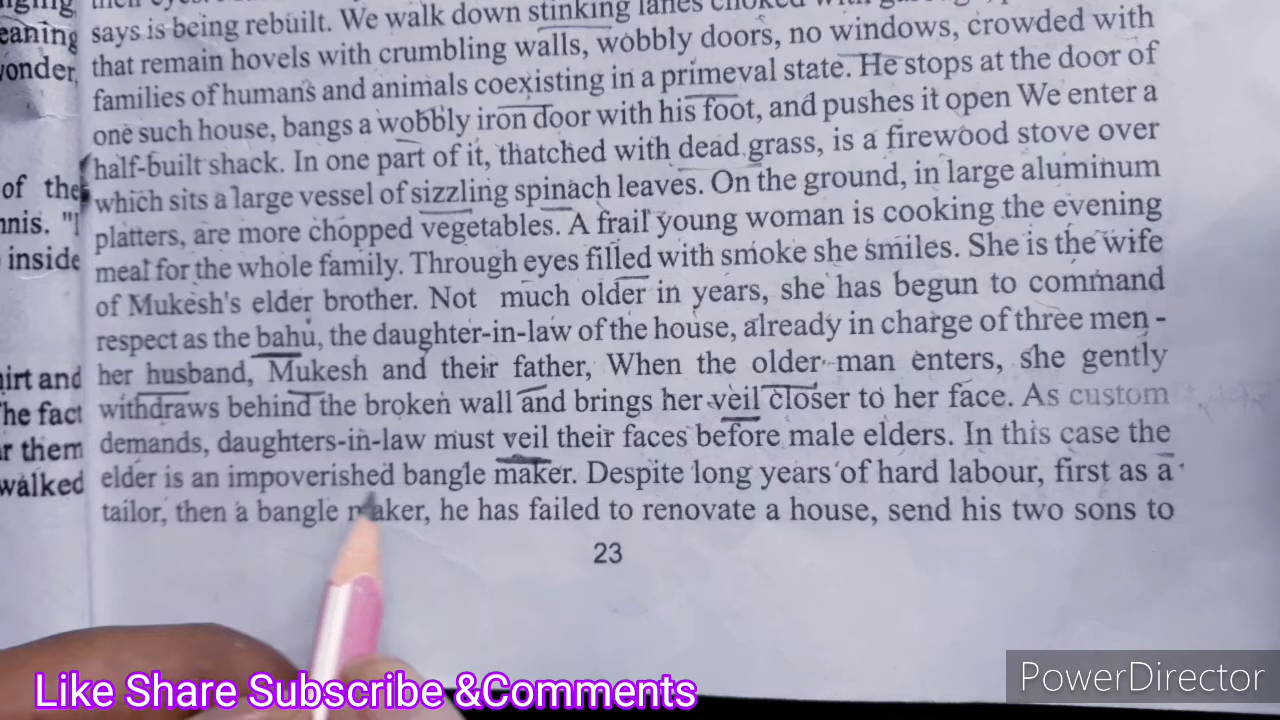 says is being rebuilt. We walk down stinking lanes choked with
that remain hovels with crumbling walls, wobbly doors, no windows, crowded with
families of humans and animals coexisting in a primeval state. He stops at the door of
one such house, bangs a wobbly iron door with his foot, and pushes it open We enter a
half-built shack. In one part of it, thatched with dead grass, is a firewood stove over
which sits a large vessel of sizzling spinach leaves. On the ground, in large aluminum
platters, are more chopped vegetables. A frail young woman is cooking the evening
meal for the whole family. Through eyes filled with smoke she smiles. She is the wife
of Mukesh's elder brother. Not much older in years, she has begun to command
respect as the bahu, the daughter-in-law of the house, already in charge of three men -
her husband, Mukesh and their father, When the older man enters, she gently
withdraws behind the broken wall and brings her veil closer to her face. As custom
demands, daughters-in-law must veil their faces before male elders. In this case the
elder is an impoverished bangle maker. Despite long years of hard labour, first as a
tailor, then a bangle maker, he has failed to renovate a house, send his two sons to
23
of the
inside
and
he fact
them
walked
Like Share Subscribe &Comments
PowerDirector